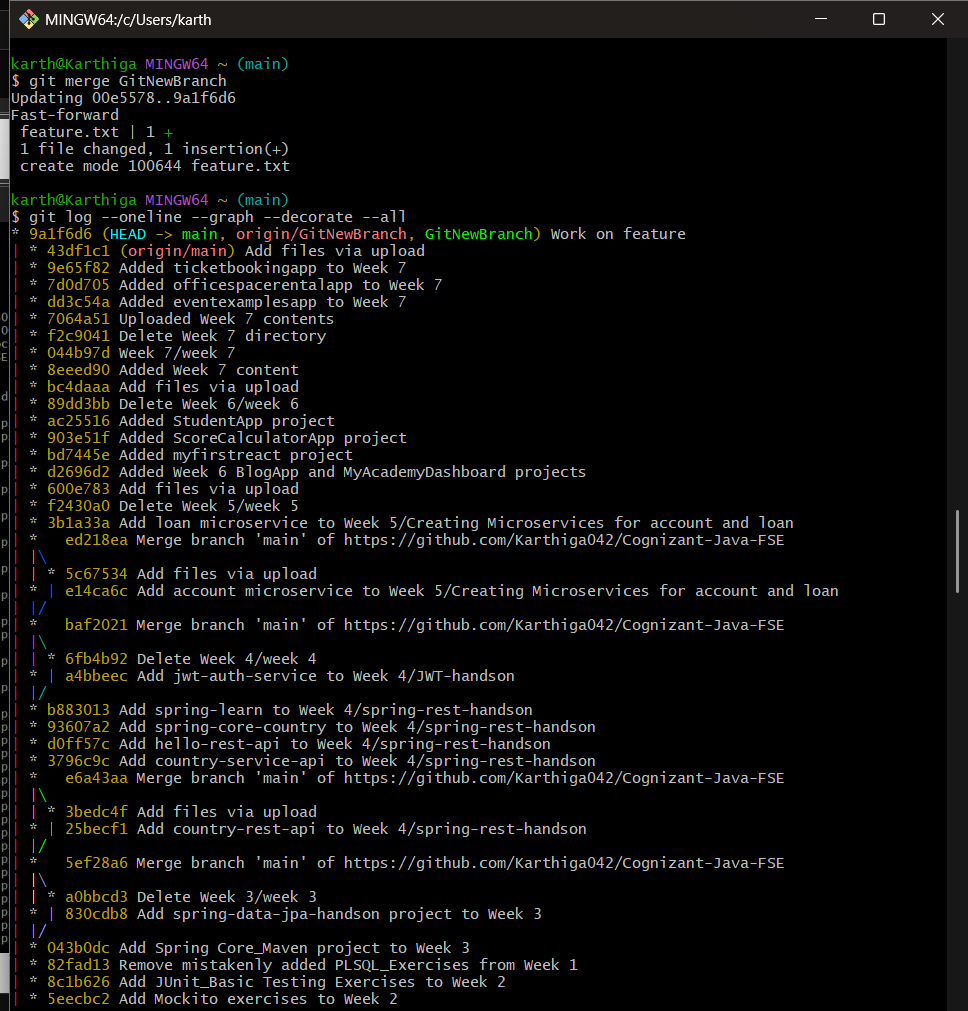 MINGW64:/c/Users/karth
karth@Karthiga MINGW64 ~ (main)
$ git merge GitNewBranch
Updating 00e5578..9a1f6d6
Fast-forward
 feature.txt | 1 +
 1 file changed, 1 insertion(+)
 create mode 100644 feature.txt
karth@Karthiga MINGW64 ~ (main)
$ git log --oneline --graph --decorate --all
* 9a1f6d6 (HEAD -> main, origin/GitNewBranch, GitNewBranch) Work on feature
| * 43df1c1 (origin/main) Add files via upload
| * 9e65f82 Added ticketbookingapp to Week 7
| * 7d0d705 Added officespacerentalapp to Week 7
| * dd3c54a Added eventexamplesapp to Week 7
| * 7064a51 Uploaded Week 7 contents
| * f2c9041 Delete Week 7 directory
| * 044b97d Week 7/week 7
| * 8eeed90 Added Week 7 content
| * bc4daaa Add files via upload
| * 89dd3bb Delete Week 6/week 6
| * ac25516 Added StudentApp project
| * 903e51f Added ScoreCalculatorApp project
| * bd7445e Added myfirstreact project
| * d2696d2 Added Week 6 BlogApp and MyAcademyDashboard projects
| * 600e783 Add files via upload
| * f2430a0 Delete Week 5/week 5
| * 3b1a33a Add loan microservice to Week 5/Creating Microservices for account and loan
| *   ed218ea Merge branch 'main' of https://github.com/Karthiga042/Cognizant-Java-FSE
| |\
| | * 5c67534 Add files via upload
| * | e14ca6c Add account microservice to Week 5/Creating Microservices for account and loan
| |/
| *   baf2021 Merge branch 'main' of https://github.com/Karthiga042/Cognizant-Java-FSE
| |\
| | * 6fb4b92 Delete Week 4/week 4
| * | a4bbeec Add jwt-auth-service to Week 4/JWT-handson
| |/
| * b883013 Add spring-learn to Week 4/spring-rest-handson
| * 93607a2 Add spring-core-country to Week 4/spring-rest-handson
| * d0ff57c Add hello-rest-api to Week 4/spring-rest-handson
| * 3796c9c Add country-service-api to Week 4/spring-rest-handson
| *   e6a43aa Merge branch 'main' of https://github.com/Karthiga042/Cognizant-Java-FSE
| |\
| | * 3bedc4f Add files via upload
| * | 25becf1 Add country-rest-api to Week 4/spring-rest-handson
| |/
| *   5ef28a6 Merge branch 'main' of https://github.com/Karthiga042/Cognizant-Java-FSE
| |\
| | * a0bbcd3 Delete Week 3/week 3
| * | 830cdb8 Add spring-data-jpa-handson project to Week 3
| |/
| * 043b0dc Add Spring Core_Maven project to Week 3
| * 82fad13 Remove mistakenly added PLSQL_Exercises from Week 1
| * 8c1b626 Add JUnit_Basic Testing Exercises to Week 2
| * 5eecbc2 Add Mockito exercises to Week 2